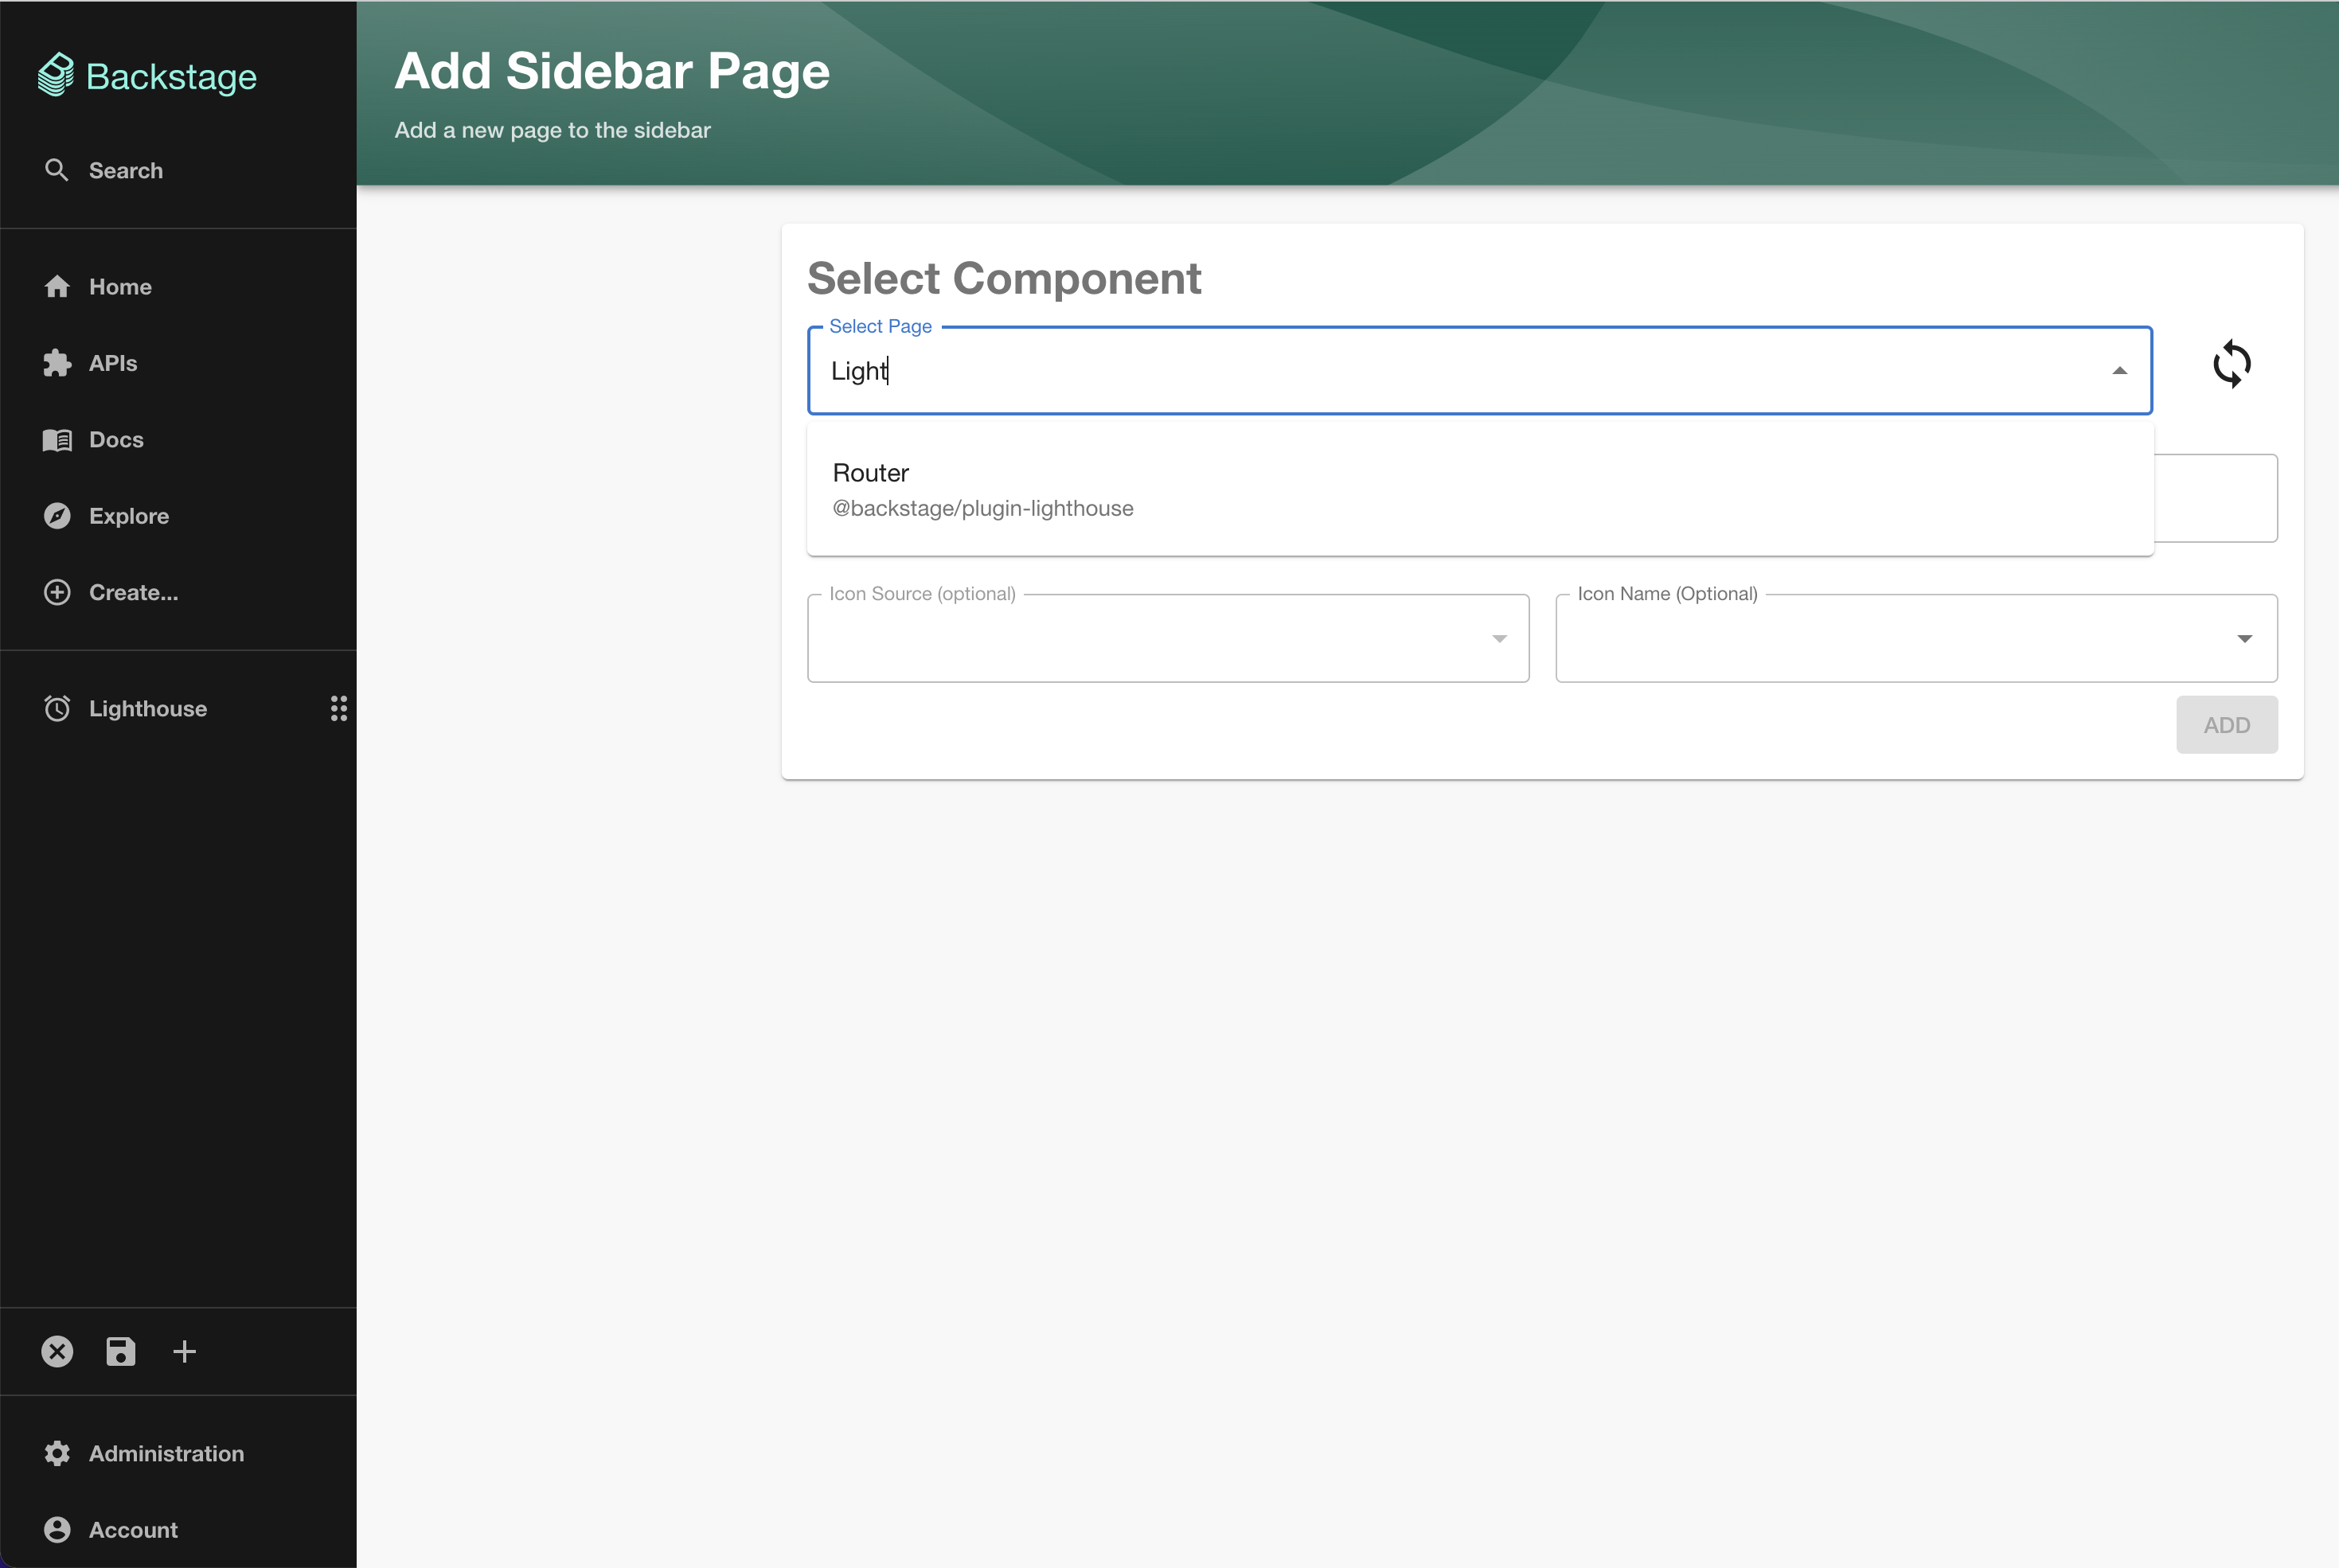 Backstage
Search
Home
APIs
Docs
Explore
Create...
Lighthouse
Administration
Account
Add Sidebar Page
Add a new page to the sidebar
Select Component
Select Page
Light
Router
@backstage/plugin-lighthouse
Icon Source (optional)
Icon Name (Optional)
ADD